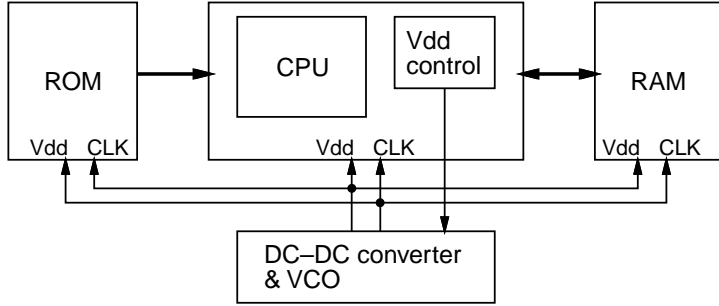 ROM
CPU
Vdd
control
RAM
Vdd CLK
Vdd CLK
Vdd CLK
DC–DC converter
& VCO